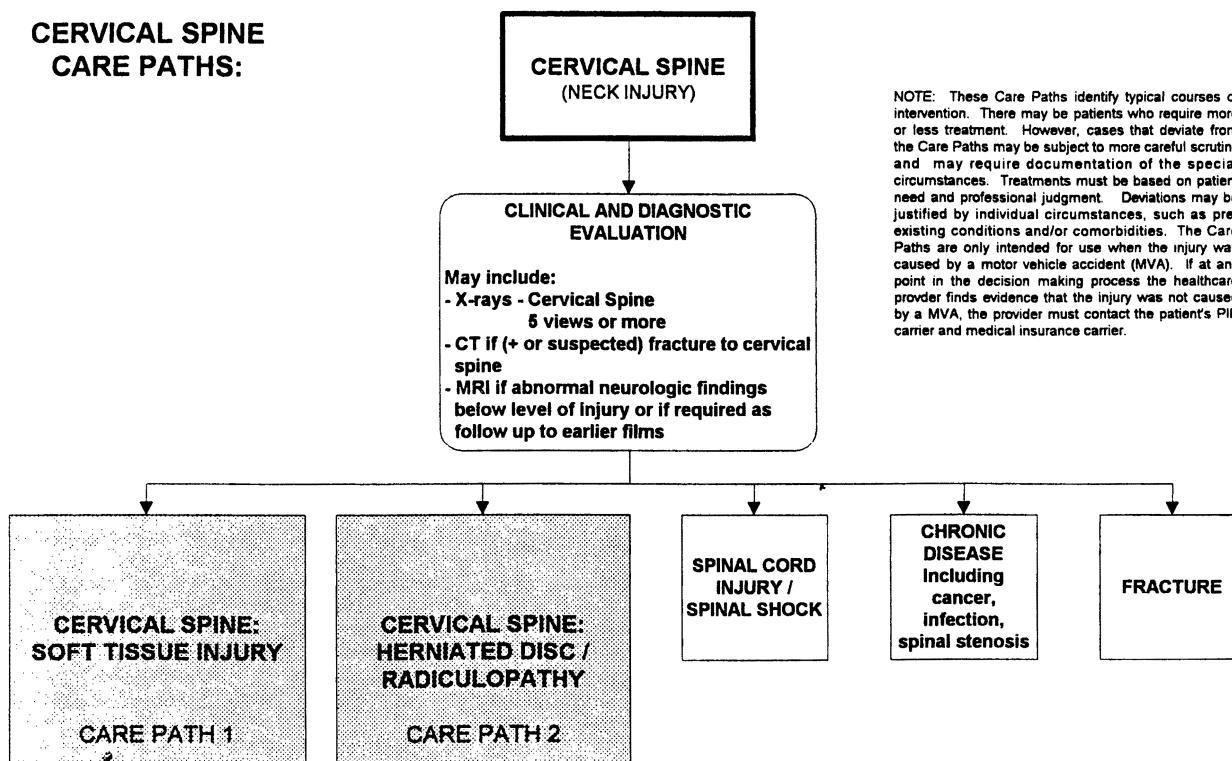 CERVICAL SPINE
CARE PATHS:
CERVICAL SPINE
(NECK INJURY)
NOTE: These Care Paths identify typical courses o
intervention. There may be patients who require more
or less treatment. However, cases that deviate from
the Care Paths may be subject to more careful scrutin
and may require documentation of the special
circumstances. Treatments must be based on patien
need and professional judgment. Deviations may be
justified by individual circumstances, such as pre
existing conditions and/or comorbidities. The Care
Paths are only intended for use when the injury wa
caused by a motor vehicle accident (MVA). If at an
point in the decision making process the healthcare
provder finds evidence that the injury was not caused
by a MVA, the provider must contact the patient's PI
carrier and medical insurance carrier.
CLINICAL AND DIAGNOSTIC
EVALUATION
May include:
- X-rays - Cervical Spine
5 views or more
- CT if (+ or suspected) fracture to cervical
spine
- MRI if abnormal neurologic findings
below level of injury or if required as
follow up to earlier films
CERVICAL SPINE:
SOFT TISSUE INJURY
CARE PATH 1
CERVICAL SPINE:
HERNIATED DISC /
RADICULOPATHY
CARE PATH 2
SPINAL CORD
INJURY /
SPINAL SHOCK
CHRONIC
DISEASE
Including
cancer,
infection,
spinal stenosis
FRACTURE